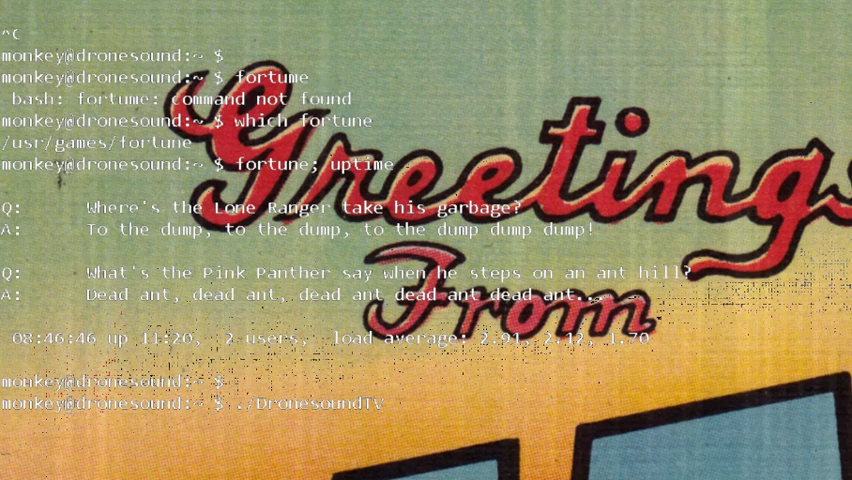 ^C
monkey@dronesound:~ $
monkey@dronesound:~ $ fortume
bash: fortume: command not found
monkey@dronesound:~ $ which fortune
/usr/games/fortune
monkey@dronesound:~ $ fortune; uptime
Greetings
Q: Where's the Lone Ranger take his garbage?
A: To the dump, to the dump, to the dump dump dump!
From
Q: What's the Pink Panther say when he steps on an ant hill?
A: Dead ant, dead ant, dead ant dead ant dead ant...
08:46:46 up 11:20, 2 users, load average: 2.91, 2.12, 1.70
monkey@dronesound:~ $
monkey@dronesound:~ $ ./DronesoundTV